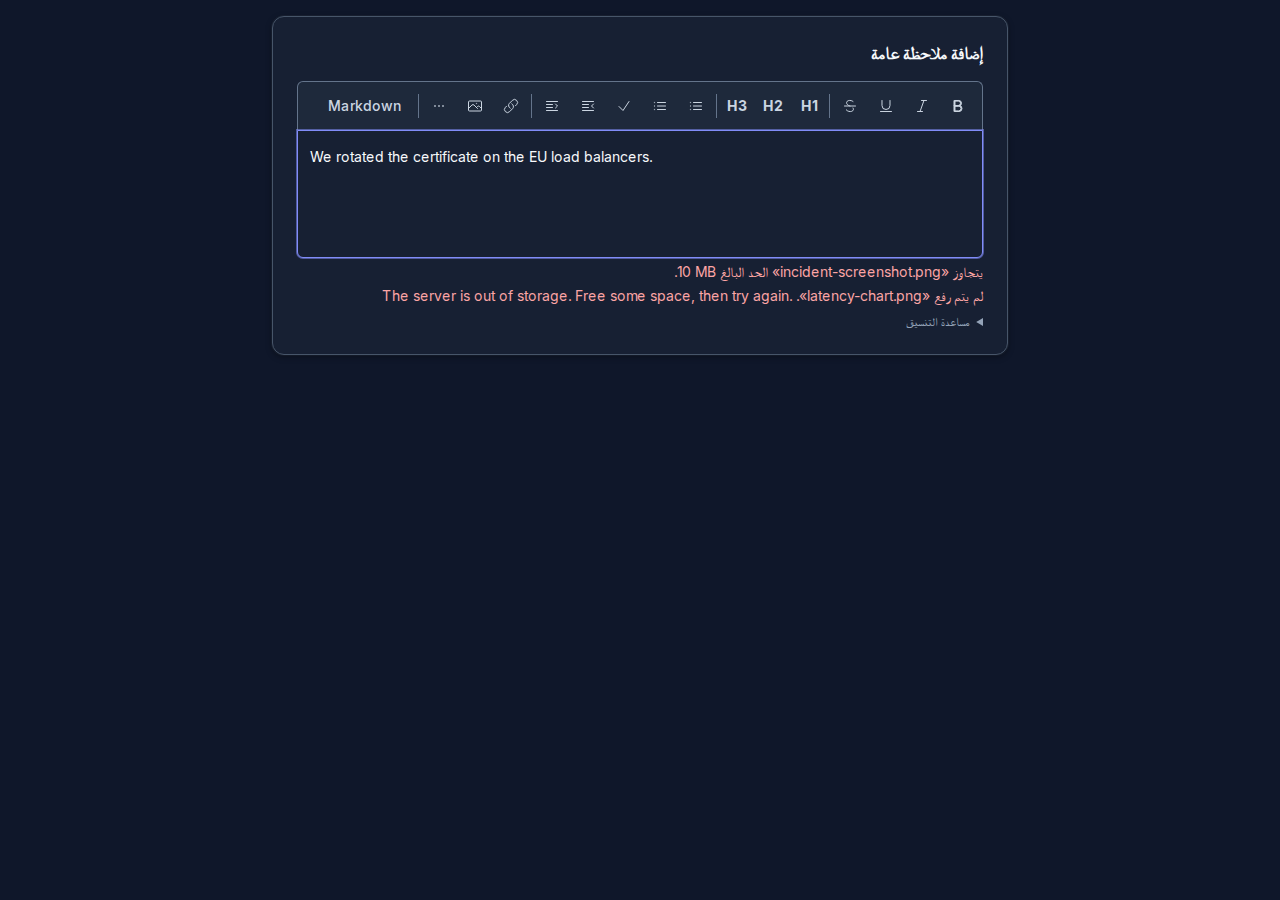 إضافة ملاحظة عامة
B I U S H1 H2 H3 Markdown
We rotated the certificate on the EU load balancers.
يتجاوز «incident-screenshot.png» الحد البالغ 10 MB.
لم يتم رفع «latency-chart.png». The server is out of storage. Free some space, then try again.
مساعدة التنسيق